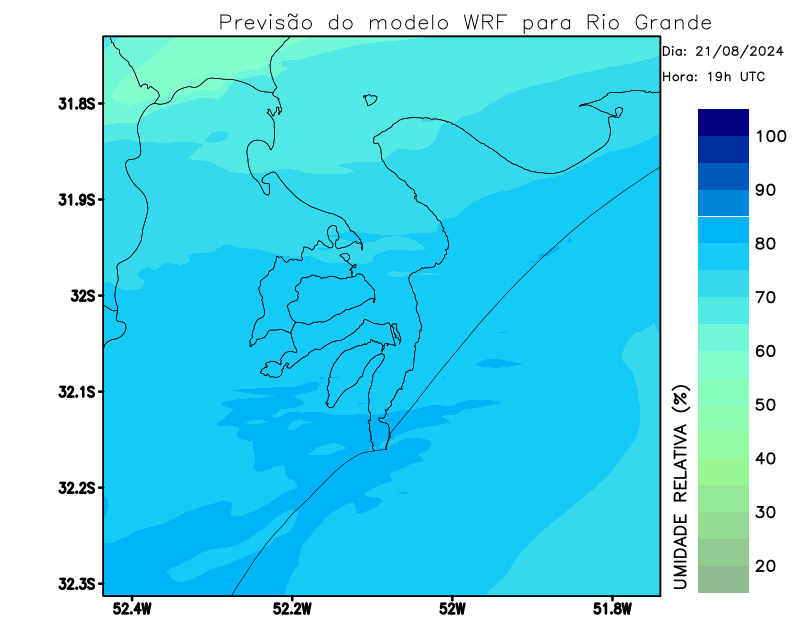 Previsão do modelo WRF para Rio Grande
Dia: 21/08/2024
Hora: 19h UTC
31.8S
31.9S
32S
32.1S
32.2S
32.3S
52.4W
52.2W
52W
51.8W
100
90
80
70
60
50
40
30
20
UMIDADE RELATIVA (%)